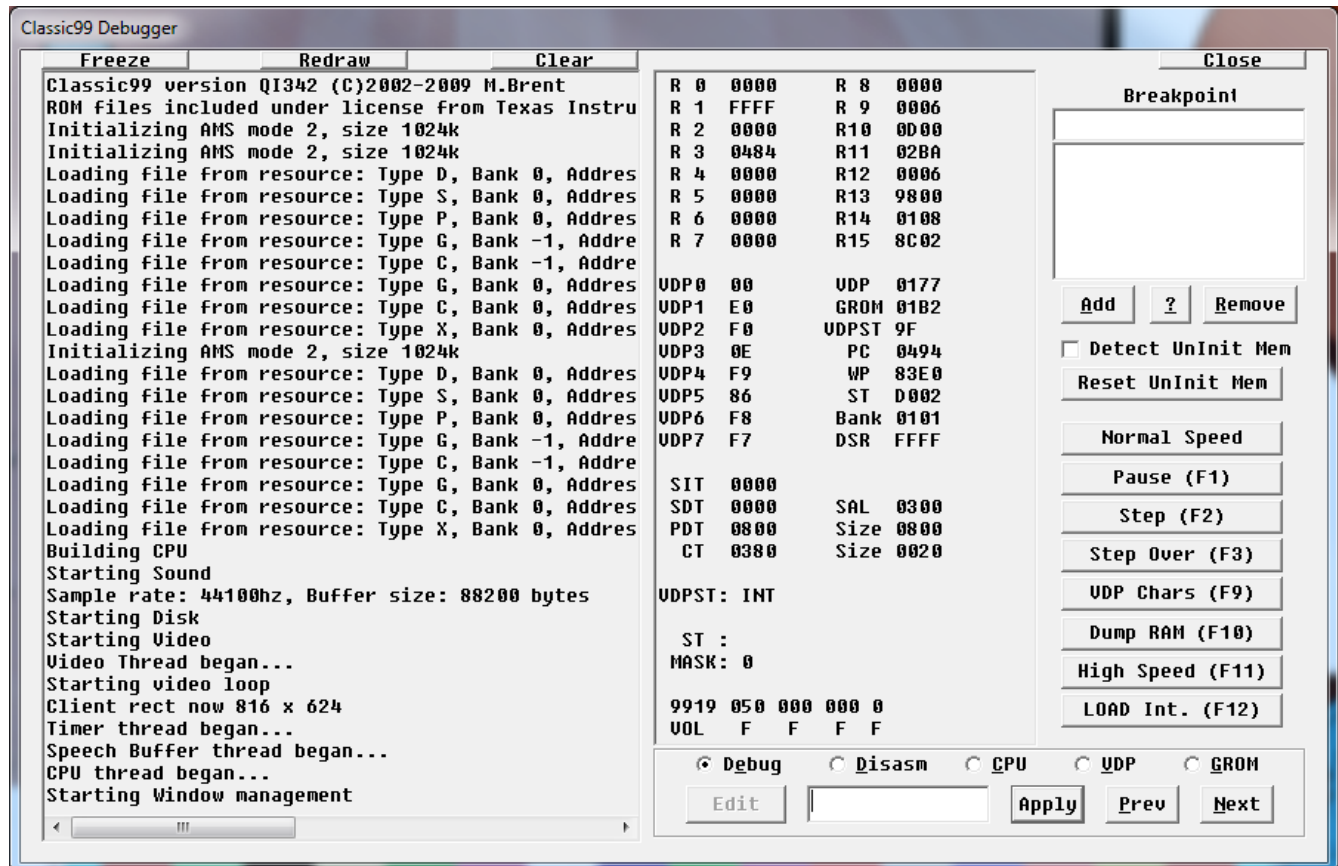 Classic99 Debugger
Freeze Redraw Clear
Classic99 version QI342 (C)2002-2009 M.Brent
ROM files included under license from Texas Instru
Initializing AMS mode 2, size 1024k
Initializing AMS mode 2, size 1024k
Loading file from resource: Type D, Bank 0, Addres
Loading file from resource: Type S, Bank 0, Addres
Loading file from resource: Type P, Bank 0, Addres
Loading file from resource: Type G, Bank -1, Addre
Loading file from resource: Type C, Bank -1, Addre
Loading file from resource: Type G, Bank 0, Addres
Loading file from resource: Type C, Bank 0, Addres
Loading file from resource: Type X, Bank 0, Addres
Initializing AMS mode 2, size 1024k
Loading file from resource: Type D, Bank 0, Addres
Loading file from resource: Type S, Bank 0, Addres
Loading file from resource: Type P, Bank 0, Addres
Loading file from resource: Type G, Bank -1, Addre
Loading file from resource: Type C, Bank -1, Addre
Loading file from resource: Type G, Bank 0, Addres
Loading file from resource: Type C, Bank 0, Addres
Loading file from resource: Type X, Bank 0, Addres
Building CPU
Starting Sound
Sample rate: 44100hz, Buffer size: 88200 bytes
Starting Disk
Starting Video
Video Thread began...
Starting video loop
Client rect now 816 x 624
Timer thread began...
Speech Buffer thread began...
CPU thread began...
Starting Window management
R 0 0000 R 8 0000
R 1 FFFF R 9 0006
R 2 0000 R10 0D00
R 3 0484 R11 02BA
R 4 0000 R12 0006
R 5 0000 R13 9800
R 6 0000 R14 0108
R 7 0000 R15 8C02
VDP0 00 VDP 0177
VDP1 E0 GROM 01B2
VDP2 F0 VDPST 9F
VDP3 0E PC 0494
VDP4 F9 WP 83E0
VDP5 86 ST D002
VDP6 F8 Bank 0101
VDP7 F7 DSR FFFF
SIT 0000
SDT 0000 SAL 0300
PDT 0800 Size 0800
CT 0380 Size 0020
VDPST: INT
ST :
MASK: 0
9919 050 000 000 0
VOL F F F F
Debug Disasm CPU VDP GROM
Edit Apply Prev Next
Close
Breakpoint
Add ? Remove
Detect UnInit Mem
Reset UnInit Mem
Normal Speed
Pause (F1)
Step (F2)
Step Over (F3)
VDP Chars (F9)
Dump RAM (F10)
High Speed (F11)
LOAD Int. (F12)